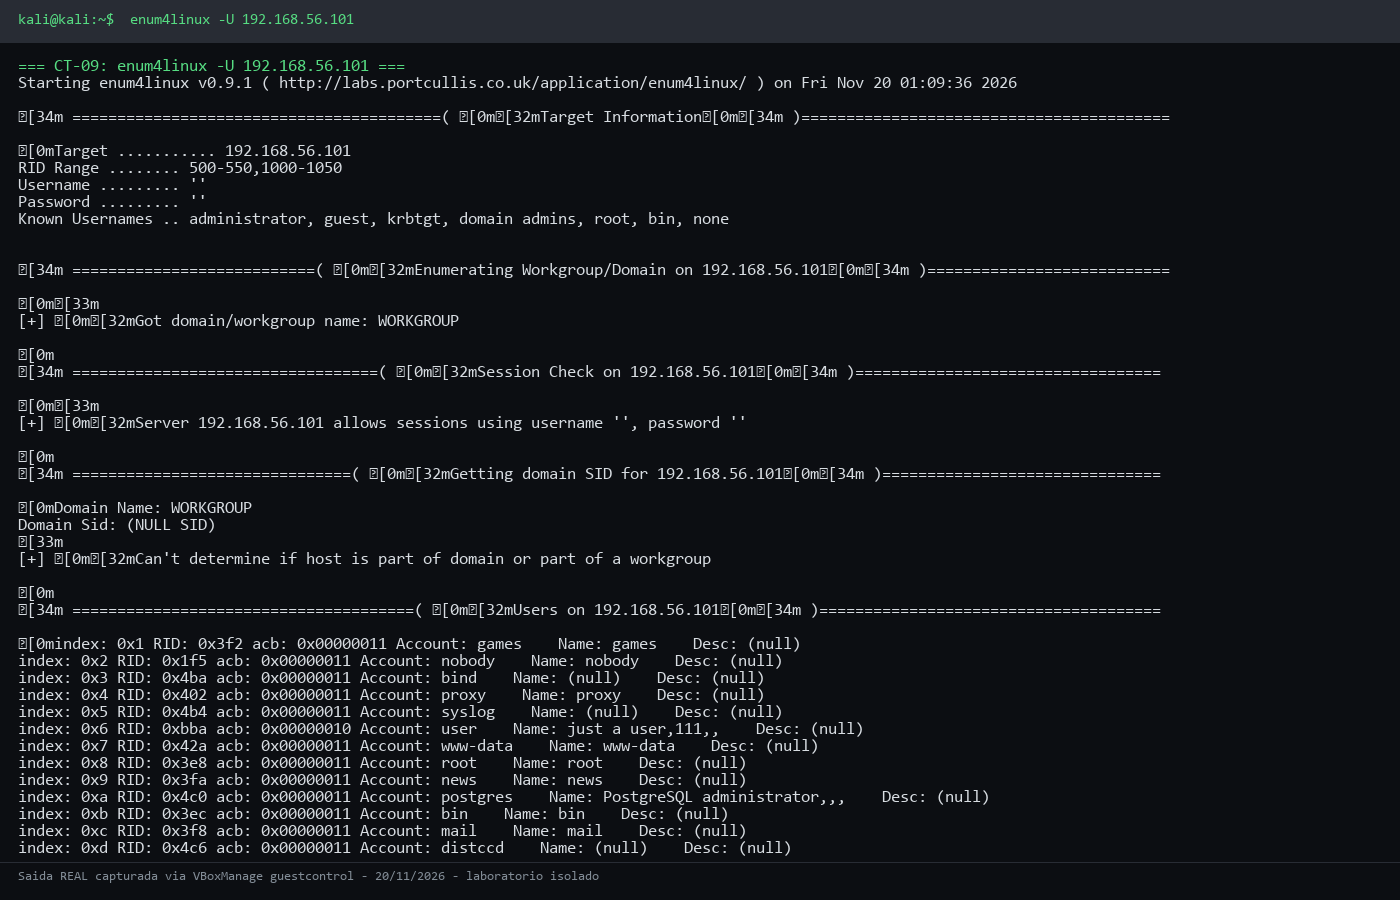 kali@kali:~$  enum4linux -U 192.168.56.101
=== CT-09: enum4linux -U 192.168.56.101 ===
Starting enum4linux v0.9.1 ( http://labs.portcullis.co.uk/application/enum4linux/ ) on Fri Nov 20 01:09:36 2026
[34m =========================================( [0m[32mTarget Information[0m[34m )=========================================
[0mTarget ........... 192.168.56.101
RID Range ........ 500-550,1000-1050
Username ......... ''
Password ......... ''
Known Usernames .. administrator, guest, krbtgt, domain admins, root, bin, none
[34m ===========================( [0m[32mEnumerating Workgroup/Domain on 192.168.56.101[0m[34m )===========================
[0m[33m
[+] [0m[32mGot domain/workgroup name: WORKGROUP
[0m
[34m ==================================( [0m[32mSession Check on 192.168.56.101[0m[34m )==================================
[0m[33m
[+] [0m[32mServer 192.168.56.101 allows sessions using username '', password ''
[0m
[34m ===============================( [0m[32mGetting domain SID for 192.168.56.101[0m[34m )===============================
[0mDomain Name: WORKGROUP
Domain Sid: (NULL SID)
[33m
[+] [0m[32mCan't determine if host is part of domain or part of a workgroup
[0m
[34m ======================================( [0m[32mUsers on 192.168.56.101[0m[34m )======================================
[0mindex: 0x1 RID: 0x3f2 acb: 0x00000011 Account: games    Name: games    Desc: (null)
index: 0x2 RID: 0x1f5 acb: 0x00000011 Account: nobody    Name: nobody    Desc: (null)
index: 0x3 RID: 0x4ba acb: 0x00000011 Account: bind    Name: (null)    Desc: (null)
index: 0x4 RID: 0x402 acb: 0x00000011 Account: proxy    Name: proxy    Desc: (null)
index: 0x5 RID: 0x4b4 acb: 0x00000011 Account: syslog    Name: (null)    Desc: (null)
index: 0x6 RID: 0xbba acb: 0x00000010 Account: user    Name: just a user,111,,    Desc: (null)
index: 0x7 RID: 0x42a acb: 0x00000011 Account: www-data    Name: www-data    Desc: (null)
index: 0x8 RID: 0x3e8 acb: 0x00000011 Account: root    Name: root    Desc: (null)
index: 0x9 RID: 0x3fa acb: 0x00000011 Account: news    Name: news    Desc: (null)
index: 0xa RID: 0x4c0 acb: 0x00000011 Account: postgres    Name: PostgreSQL administrator,,,    Desc: (null)
index: 0xb RID: 0x3ec acb: 0x00000011 Account: bin    Name: bin    Desc: (null)
index: 0xc RID: 0x3f8 acb: 0x00000011 Account: mail    Name: mail    Desc: (null)
index: 0xd RID: 0x4c6 acb: 0x00000011 Account: distccd    Name: (null)    Desc: (null)
Saida REAL capturada via VBoxManage guestcontrol - 20/11/2026 - laboratorio isolado